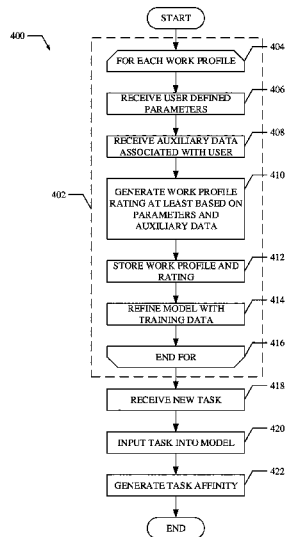 START
400
404
FOR EACH WORK PROFILE
406
RECEIVE USER DEFINED
PARAMETERS
408
RECEIVE AUXILIARY DATA
ASSOCIATED WITH USER
410
GENERATE WORK PROFILE
RATING AT LEAST BASED ON
PARAMETERS AND
AUXILIARY DATA
402
412
STORE WORK PROFILE AND
RATING
414
REFINE MODEL WITH
TRAINING DATA
416
END FOR
418
RECEIVE NEW TASK
420
INPUT TASK INTO MODEL
422
GENERATE TASK AFFINITY
END